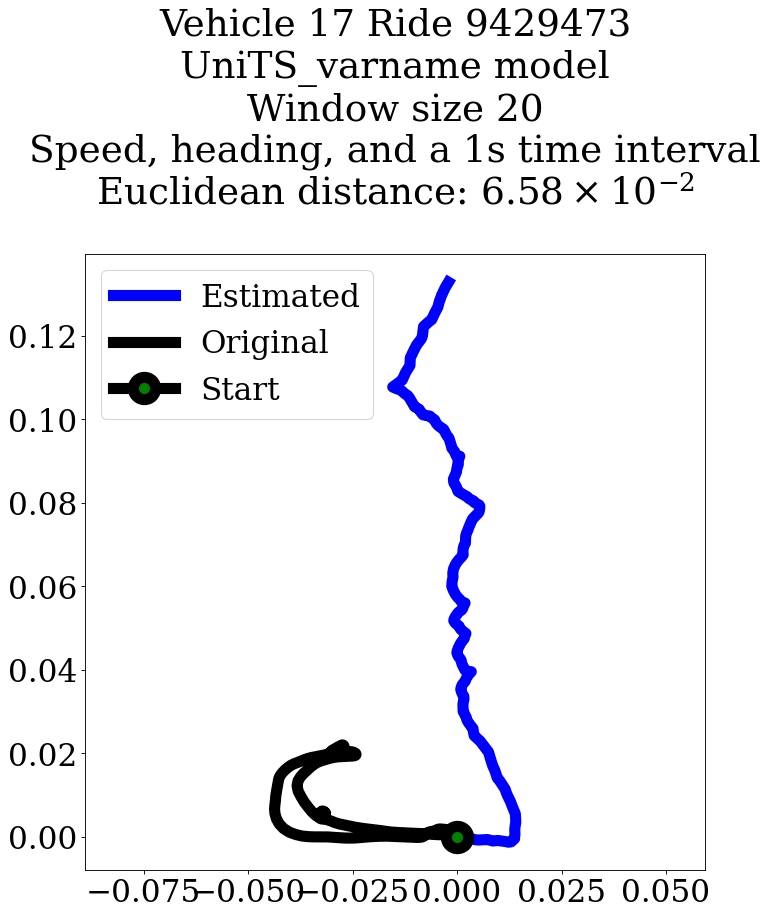 Vehicle 17 Ride 9429473
UniTS_varname model
Window size 20
Speed, heading, and a 1s time interval
Euclidean distance: 6.58 × 10⁻²
Estimated
Original
Start
0.12
0.10
0.08
0.06
0.04
0.02
0.00
−0.075 −0.050 −0.025 0.000 0.025 0.050